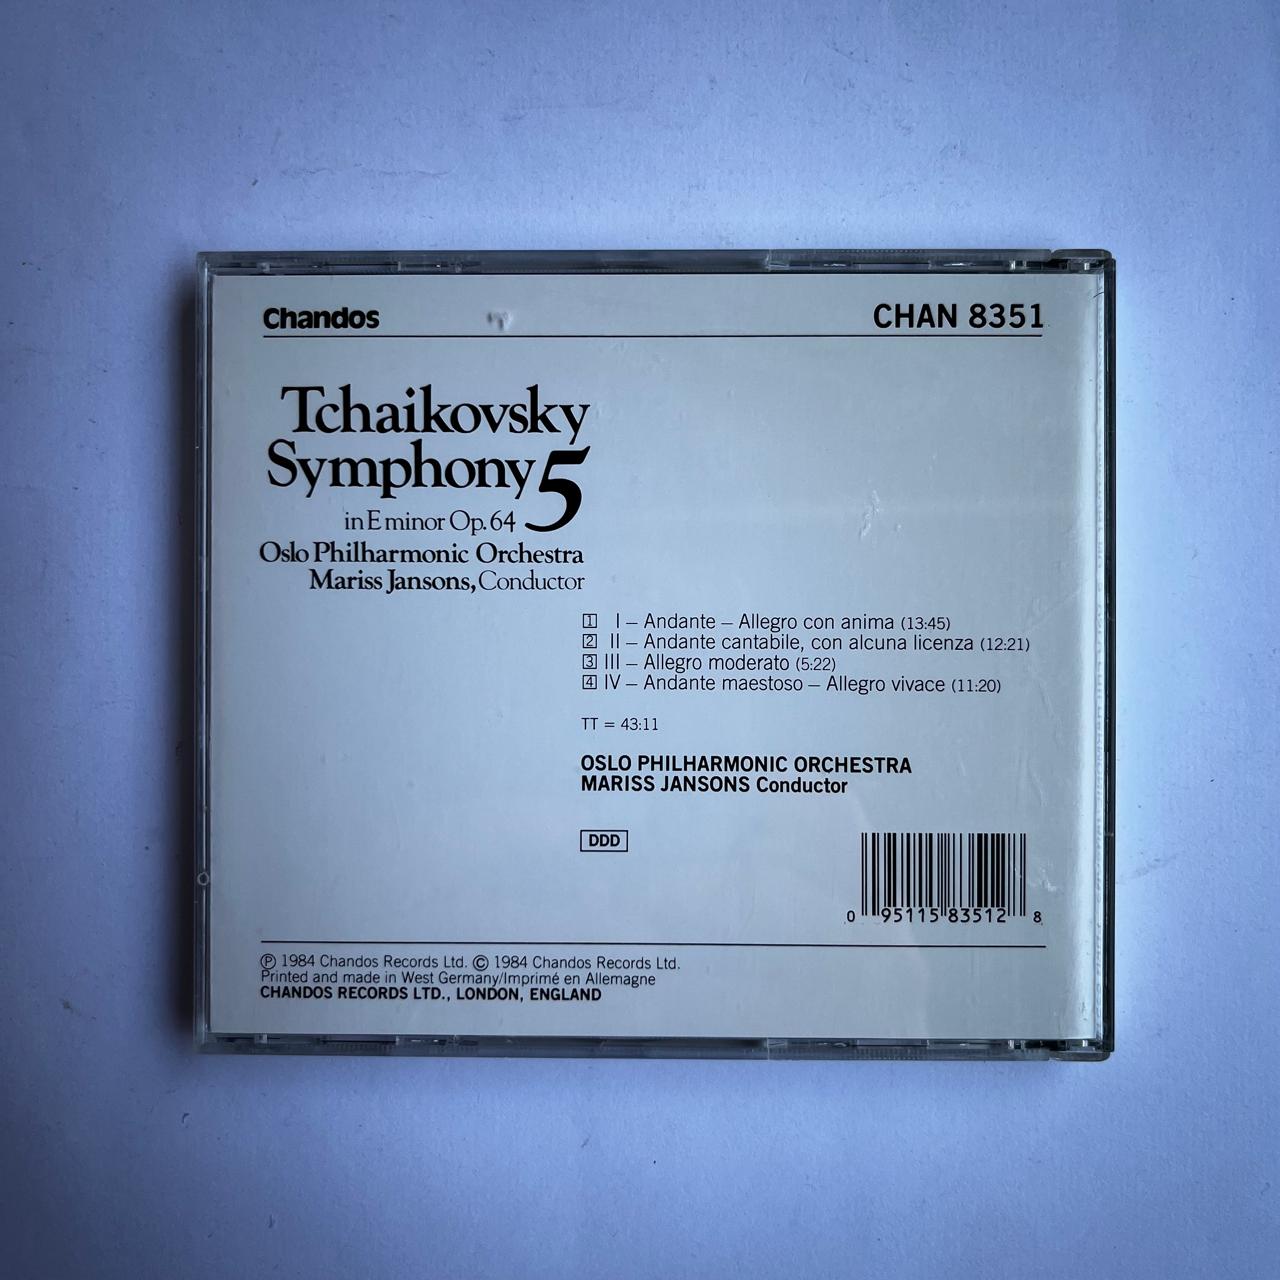 Chandos
CHAN 8351
Tchaikovsky
Symphony 5
in E minor Op. 64
Oslo Philharmonic Orchestra
Mariss Jansons, Conductor
1 I – Andante – Allegro con anima (13:45)
2 II – Andante cantabile, con alcuna licenza (12:21)
3 III – Allegro moderato (5:22)
4 IV – Andante maestoso – Allegro vivace (11:20)
TT = 43:11
OSLO PHILHARMONIC ORCHESTRA
MARISS JANSONS Conductor
DDD
0 95115 83512 8
℗ 1984 Chandos Records Ltd. © 1984 Chandos Records Ltd.
Printed and made in West Germany/Imprimé en Allemagne
CHANDOS RECORDS LTD., LONDON, ENGLAND